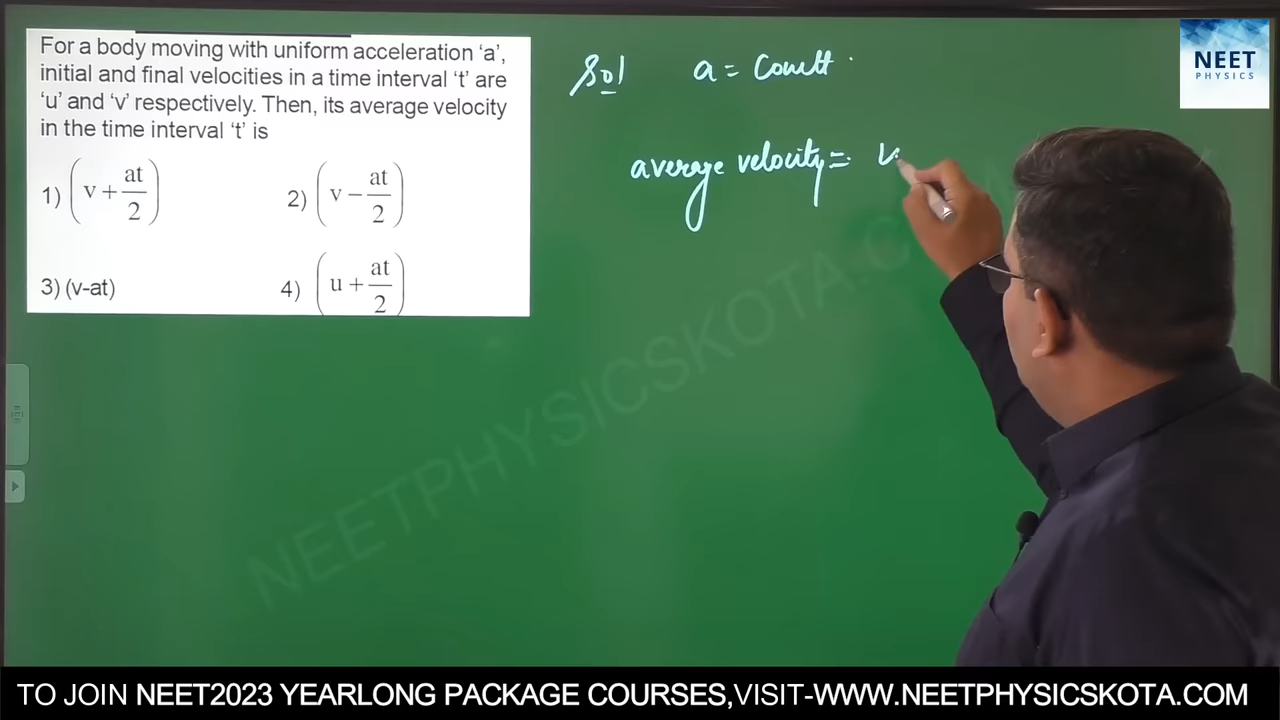 For a body moving with uniform acceleration ‘a’,
initial and final velocities in a time interval ‘t’ are
‘u’ and ‘v’ respectively. Then, its average velocity
in the time interval ‘t’ is
1) (v + at/2)
2) (v − at/2)
3) (v-at)
4) (u + at/2)
Sol a =
average velocity =
NEET
PHYSICS
NEETPHYSICSKOTA.COM
TO JOIN NEET2023 YEARLONG PACKAGE COURSES,VISIT-WWW.NEETPHYSICSKOTA.COM